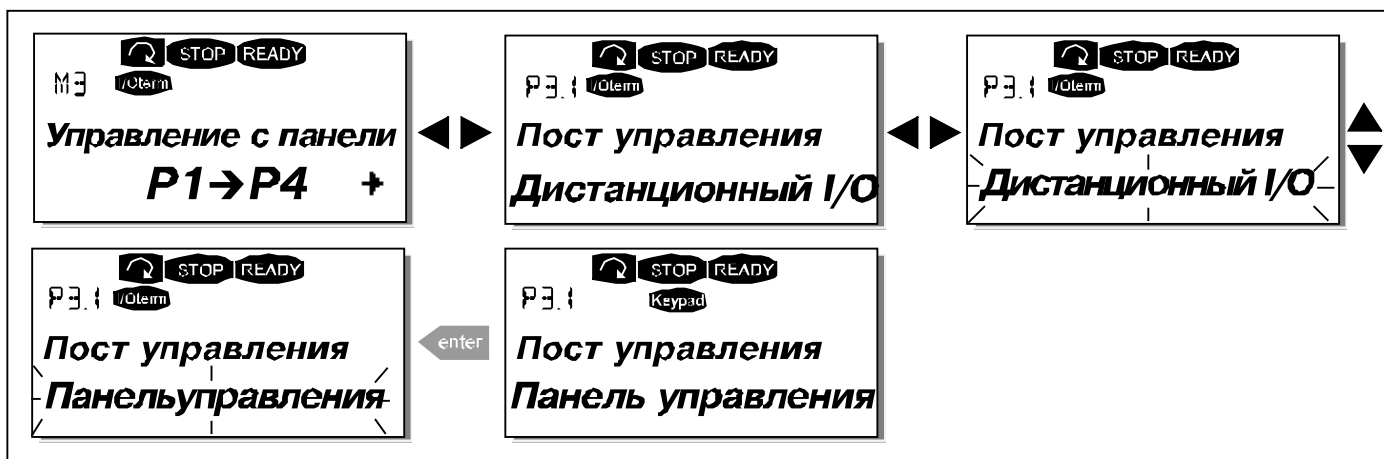 STOP READY
M3 I/Oterm
Управление с панели
P1→P4
STOP READY
P3.1 I/Oterm
Пост управления
Дистанционный I/O
STOP READY
P3.1 I/Oterm
Пост управления
Дистанционный I/O
STOP READY
P3.1 I/Oterm
Пост управления
Панельуправления
enter
STOP READY
P3.1 Keypad
Пост управления
Панель управления